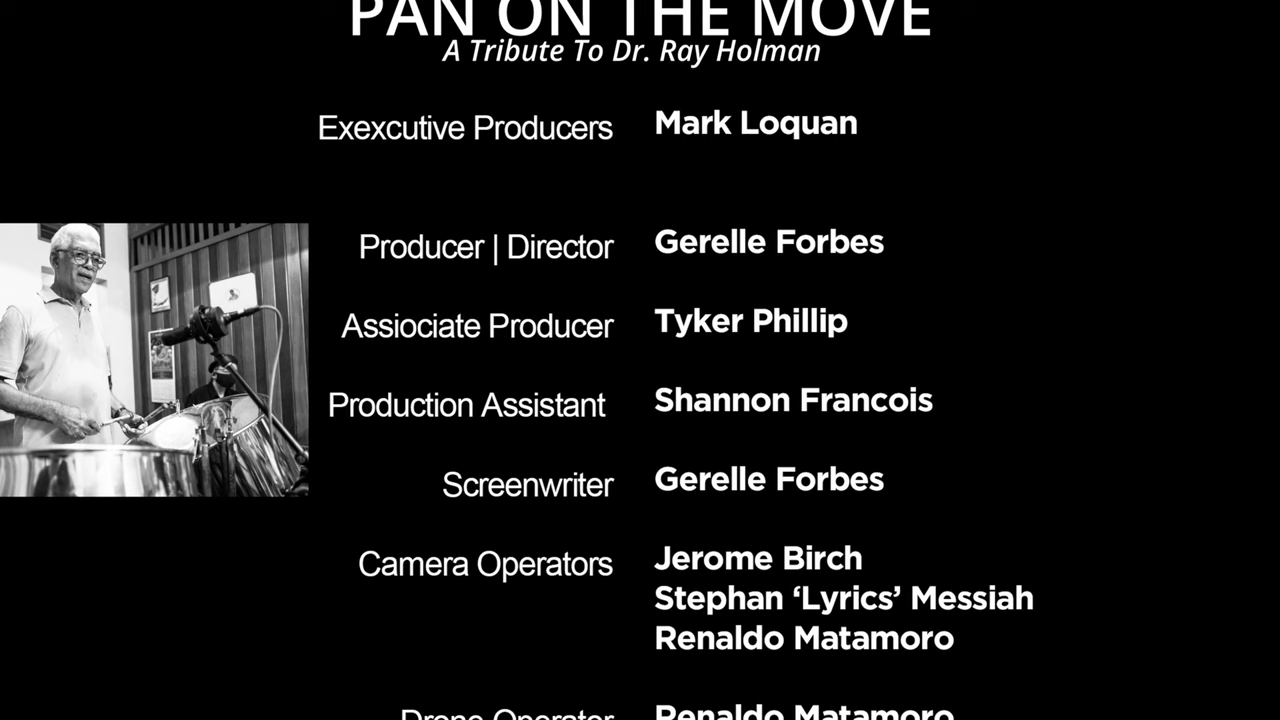 PAN ON THE MOVE
A Tribute To Dr. Ray Holman
Exexcutive Producers Mark Loquan
Producer | Director Gerelle Forbes
Assiociate Producer Tyker Phillip
Production Assistant Shannon Francois
Screenwriter Gerelle Forbes
Camera Operators Jerome Birch
Stephan ‘Lyrics’ Messiah
Renaldo Matamoro
Drone Operator Renaldo Matamoro